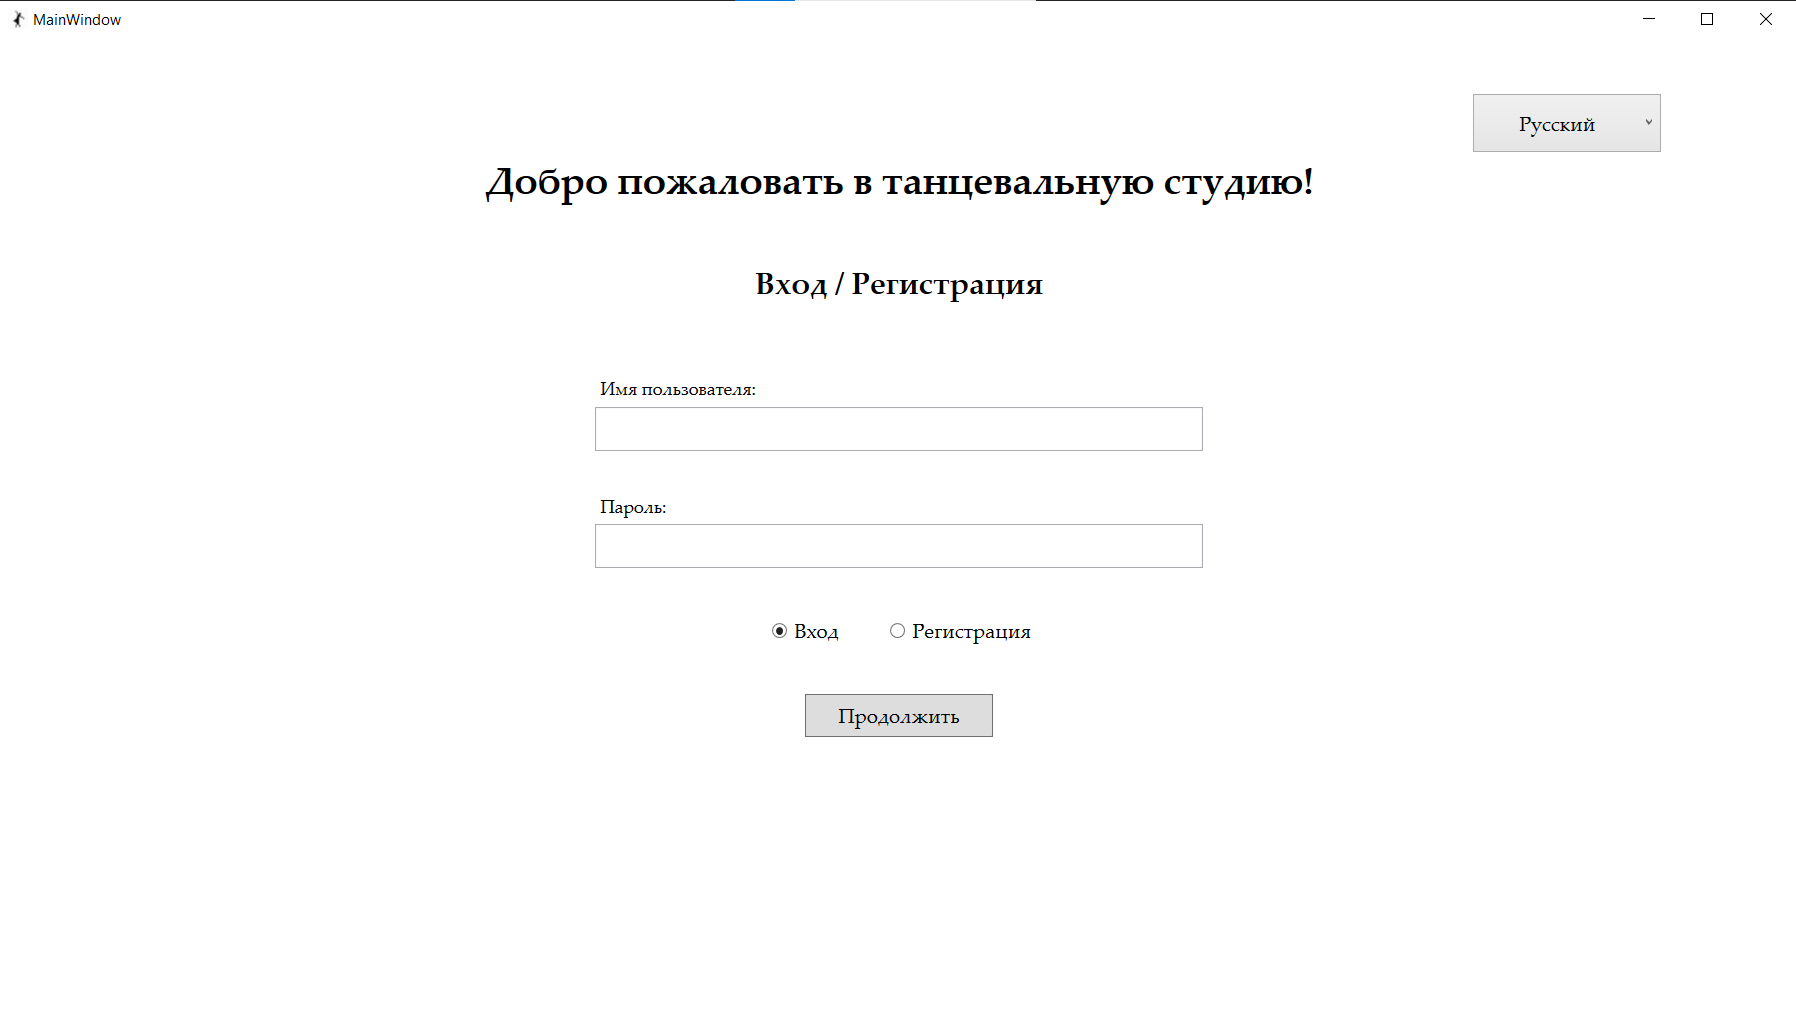 MainWindow
Русский
Добро пожаловать в танцевальную студию!
Вход / Регистрация
Имя пользователя:
Пароль:
Вход Регистрация
Продолжить